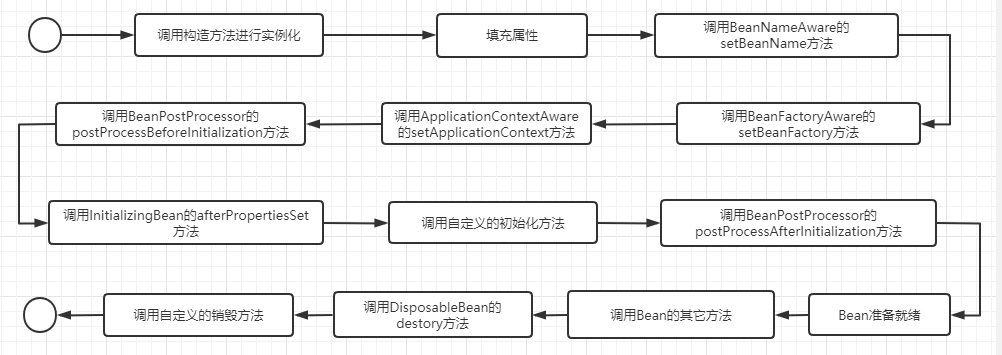 调用构造方法进行实例化
填充属性
调用BeanNameAware的
setBeanName方法
调用BeanFactoryAware的
setBeanFactory方法
调用ApplicationContextAware
的setApplicationContext方法
调用BeanPostProcessor的
postProcessBeforeInitialization方法
调用InitializingBean的afterPropertiesSet
方法
调用自定义的初始化方法
调用BeanPostProcessor的
postProcessAfterInitialization方法
Bean准备就绪
调用Bean的其它方法
调用DisposableBean的
destory方法
调用自定义的销毁方法